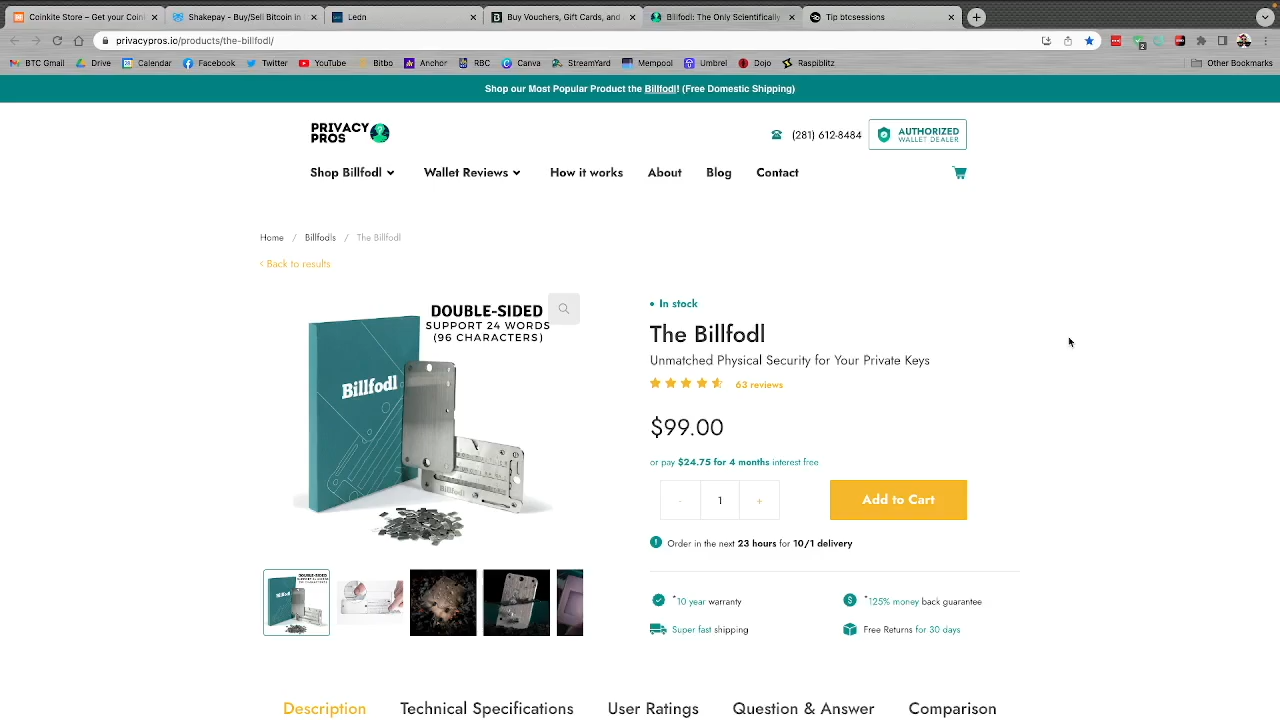 Coinkite Store - Get your Coin
Shakepay - Buy/Sell Bitcoin in
Ledn
Buy Vouchers, Gift Cards, and
Billfodl: The Only Scientifically
Tip btcsessions
privacypros.io/products/the-billfodl/
BTC Gmail Drive Calendar Facebook Twitter YouTube Bitbo Anchor RBC Canva StreamYard Mempool Umbrel Dojo Raspiblitz Other Bookmarks
Shop our Most Popular Product the Billfodl! (Free Domestic Shipping)
PRIVACY
PROS
(281) 612-8484
AUTHORIZED
WALLET DEALER
Shop Billfodl Wallet Reviews How it works About Blog Contact
Home / Billfodls / The Billfodl
< Back to results
DOUBLE-SIDED
SUPPORT 24 WORDS
(96 CHARACTERS)
Billfodl
Billfodl
• In stock
The Billfodl
Unmatched Physical Security for Your Private Keys
63 reviews
$99.00
or pay $24.75 for 4 months interest free
- 1 +
Add to Cart
Order in the next 23 hours for 10/1 delivery
*10 year warranty
*125% money back guarantee
Super fast shipping
Free Returns for 30 days
Description Technical Specifications User Ratings Question & Answer Comparison